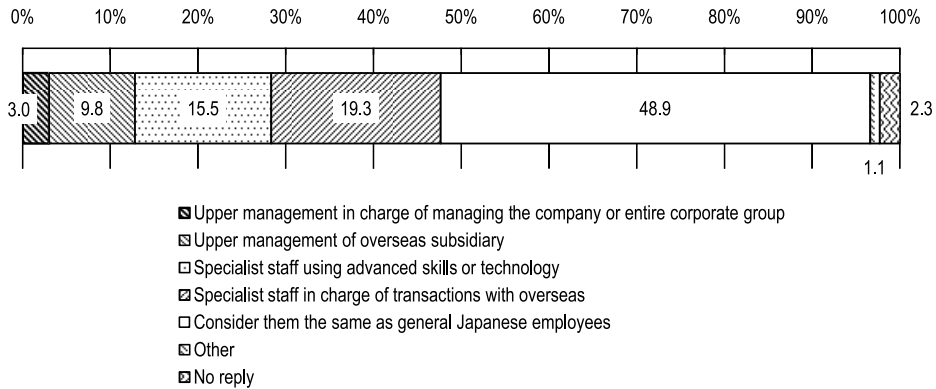 0% 10% 20% 30% 40% 50% 60% 70% 80% 90% 100%
3.0 9.8 15.5 19.3 48.9 2.3
1.1
Upper management in charge of managing the company or entire corporate group
Upper management of overseas subsidiary
Specialist staff using advanced skills or technology
Specialist staff in charge of transactions with overseas
Consider them the same as general Japanese employees
Other
No reply